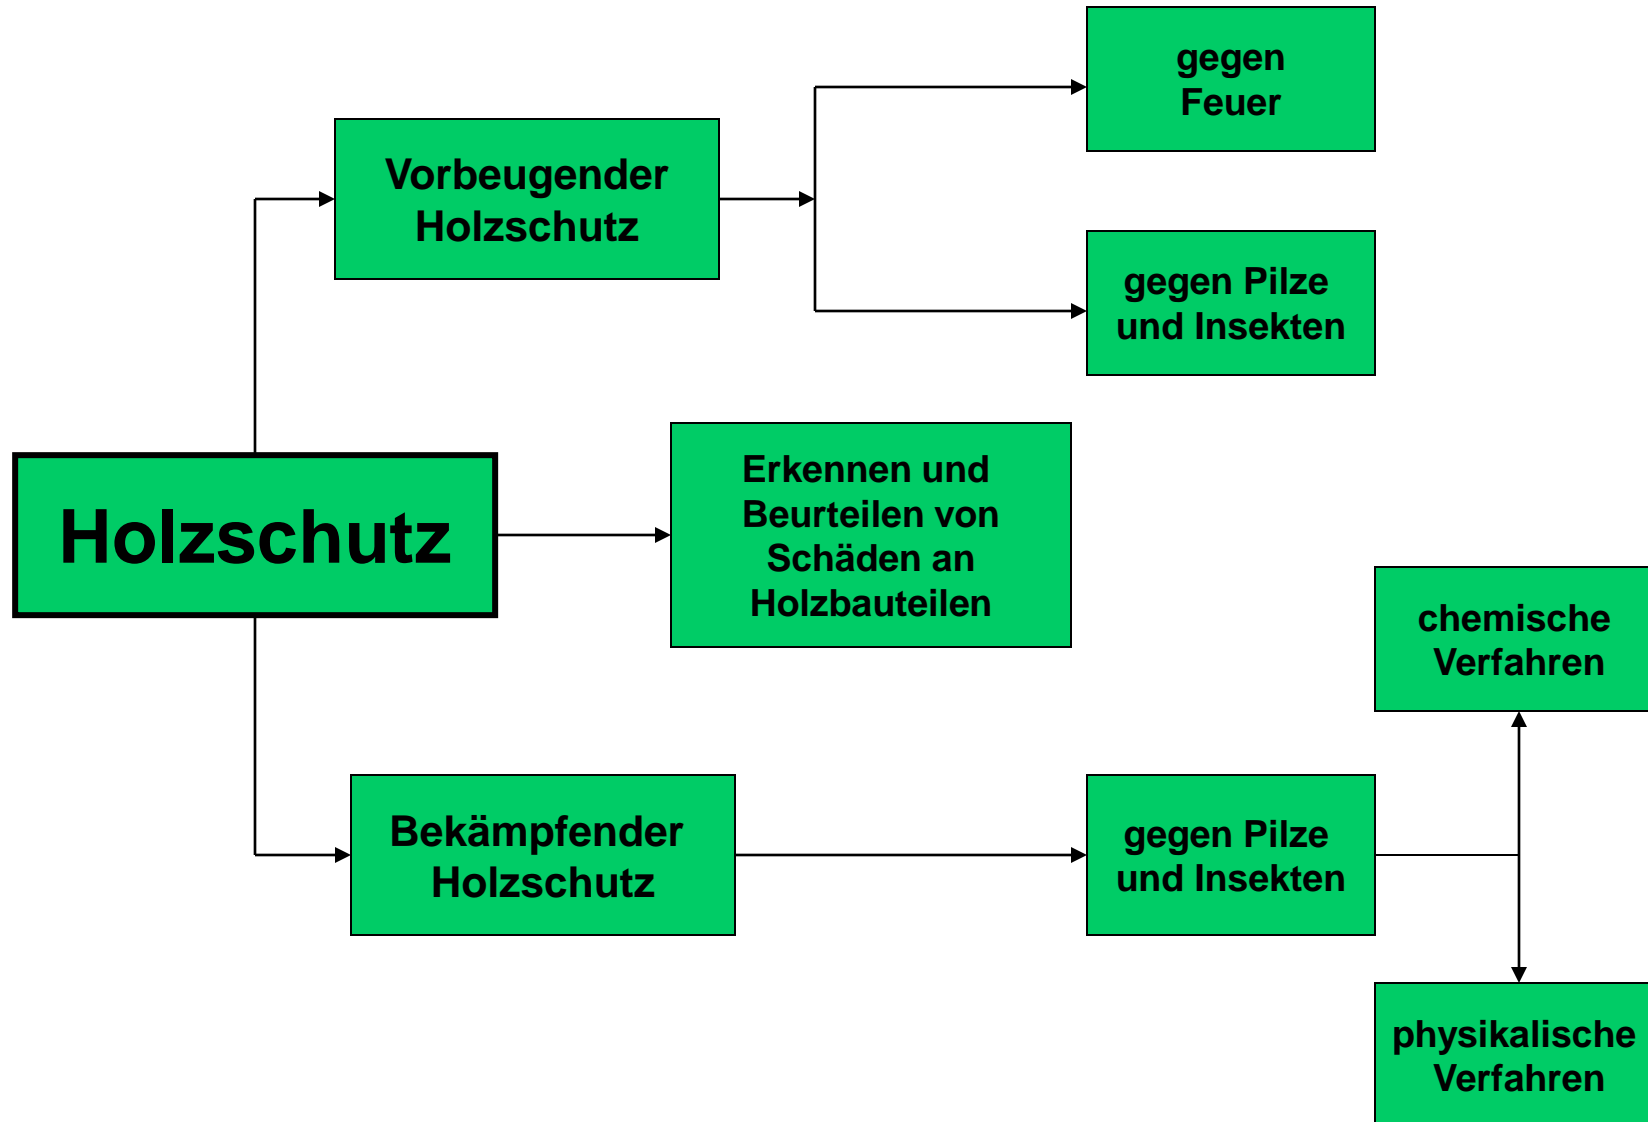 gegen
Feuer
Vorbeugender
Holzschutz
gegen Pilze
und Insekten
Holzschutz
Erkennen und
Beurteilen von
Schäden an
Holzbauteilen
chemische
Verfahren
Bekämpfender
Holzschutz
gegen Pilze
und Insekten
physikalische
Verfahren